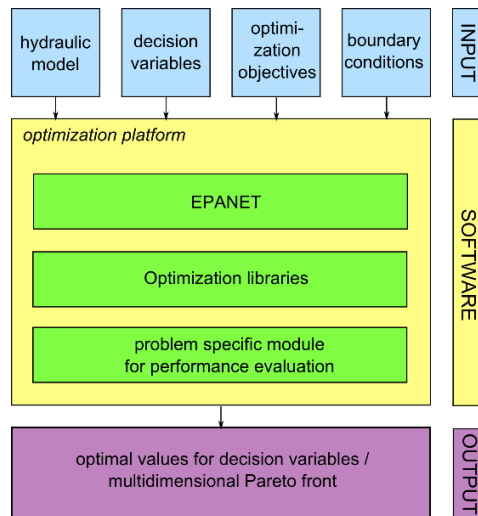 hydraulic
model
decision
variables
optimi-
zation
objectives
boundary
conditions
INPUT
optimization platform
EPANET
Optimization libraries
problem specific module
for performance evaluation
SOFTWARE
optimal values for decision variables /
multidimensional Pareto front
OUTPUT